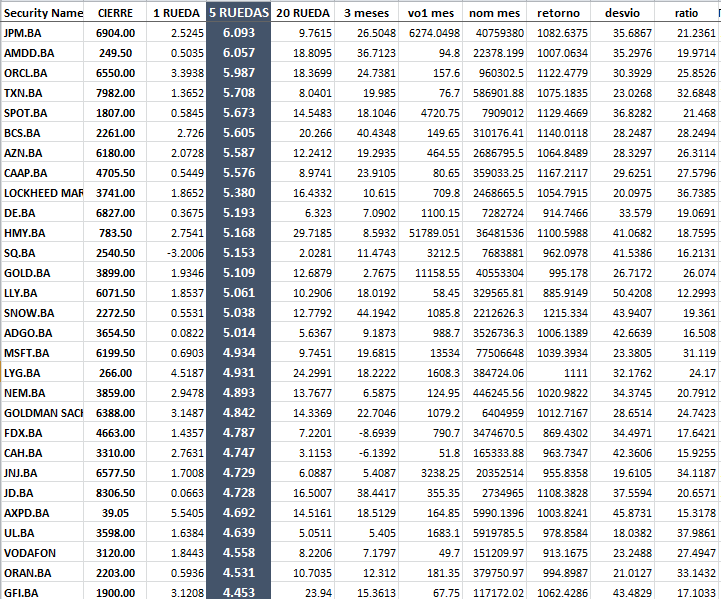 Security Name CIERRE 1 RUEDA 5 RUEDAS 20 RUEDA 3 meses vo1 mes nom mes retorno desvio ratio
JPM.BA 6904.00 2.5245 6.093 9.7615 26.5048 6274.0498 40759380 1082.6375 35.6867 21.2361
AMDD.BA 249.50 0.5035 6.057 18.8095 36.7123 94.8 22378.199 1007.0634 35.2976 19.9714
ORCL.BA 6550.00 3.3938 5.987 18.3699 24.7381 157.6 960302.5 1122.4779 30.3929 25.8526
TXN.BA 7982.00 1.3652 5.708 8.0401 19.985 76.7 586901.88 1075.1835 23.0268 32.6848
SPOT.BA 1807.00 0.5845 5.673 14.5483 18.1046 4720.75 7909012 1129.4669 36.8282 21.468
BCS.BA 2261.00 2.726 5.605 20.266 40.4348 149.65 310176.41 1140.0118 28.2487 28.2494
AZN.BA 6180.00 2.0728 5.587 12.2412 19.2935 464.55 2686795.5 1064.8489 28.3297 26.3114
CAAP.BA 4705.50 0.5449 5.576 8.9741 23.9105 80.65 359033.25 1167.2117 29.6251 27.5796
LOCKHEED MAR 3741.00 1.8652 5.380 16.4332 10.615 709.8 2468665.5 1054.7915 20.0975 36.7385
DE.BA 6827.00 0.3675 5.193 6.323 7.0902 1100.15 7282724 914.7466 33.579 19.0691
HMY.BA 783.50 2.7541 5.168 29.7185 8.5932 51789.051 36481536 1100.5988 41.0682 18.7595
SQ.BA 2540.50 -3.2006 5.153 2.0281 11.4743 3212.5 7683881 962.0978 41.5386 16.2131
GOLD.BA 3899.00 1.9346 5.109 12.6879 2.7675 11158.55 40553304 995.178 26.7172 26.074
LLY.BA 6071.50 1.8537 5.061 10.2906 18.0192 58.45 329565.81 885.9149 50.4208 12.2993
SNOW.BA 2272.50 0.5531 5.038 12.7792 44.1942 1085.8 2212626.3 1215.334 43.9407 19.361
ADGO.BA 3654.50 0.0822 5.014 5.6367 9.1873 988.7 3526736.3 1006.1389 42.6639 16.508
MSFT.BA 6199.50 0.6903 4.934 9.7451 19.6815 13534 77506648 1039.3934 23.3805 31.119
LYG.BA 266.00 4.5187 4.931 24.2991 18.2222 1608.3 384724.06 1111 32.1762 24.17
NEM.BA 3859.00 2.9478 4.893 13.7677 6.5875 124.95 446245.56 1020.9822 34.3745 20.7912
GOLDMAN SACH 6388.00 3.1487 4.842 14.3369 22.7046 1079.2 6404959 1012.7167 28.6514 24.7423
FDX.BA 4663.00 1.4357 4.787 7.2201 -8.6939 790.7 3474670.5 869.4302 34.4971 17.6421
CAH.BA 3310.00 2.7631 4.747 3.1153 -6.1392 51.8 165333.88 963.7347 42.3606 15.9255
JNJ.BA 6577.50 1.7008 4.729 6.0887 5.4087 3238.25 20352514 955.8358 19.6105 34.1187
JD.BA 8306.50 0.0663 4.728 16.5007 38.4417 355.35 2734965 1108.3828 37.5594 20.6571
AXPD.BA 39.05 5.5405 4.692 14.5161 18.5129 164.85 5990.1396 1003.8241 45.8731 15.3178
UL.BA 3598.00 1.6384 4.639 5.0511 5.405 1683.1 5919785.5 978.8584 18.0382 37.9861
VODAFON 3120.00 1.8443 4.558 8.2206 7.1797 49.7 151209.97 913.1675 23.2488 27.4947
ORAN.BA 2203.00 0.5936 4.531 10.7035 12.312 181.35 379750.97 994.8987 21.0127 33.1432
GFI.BA 1900.00 3.1208 4.453 23.94 15.3613 67.75 117172.02 1062.4286 43.4829 17.1033